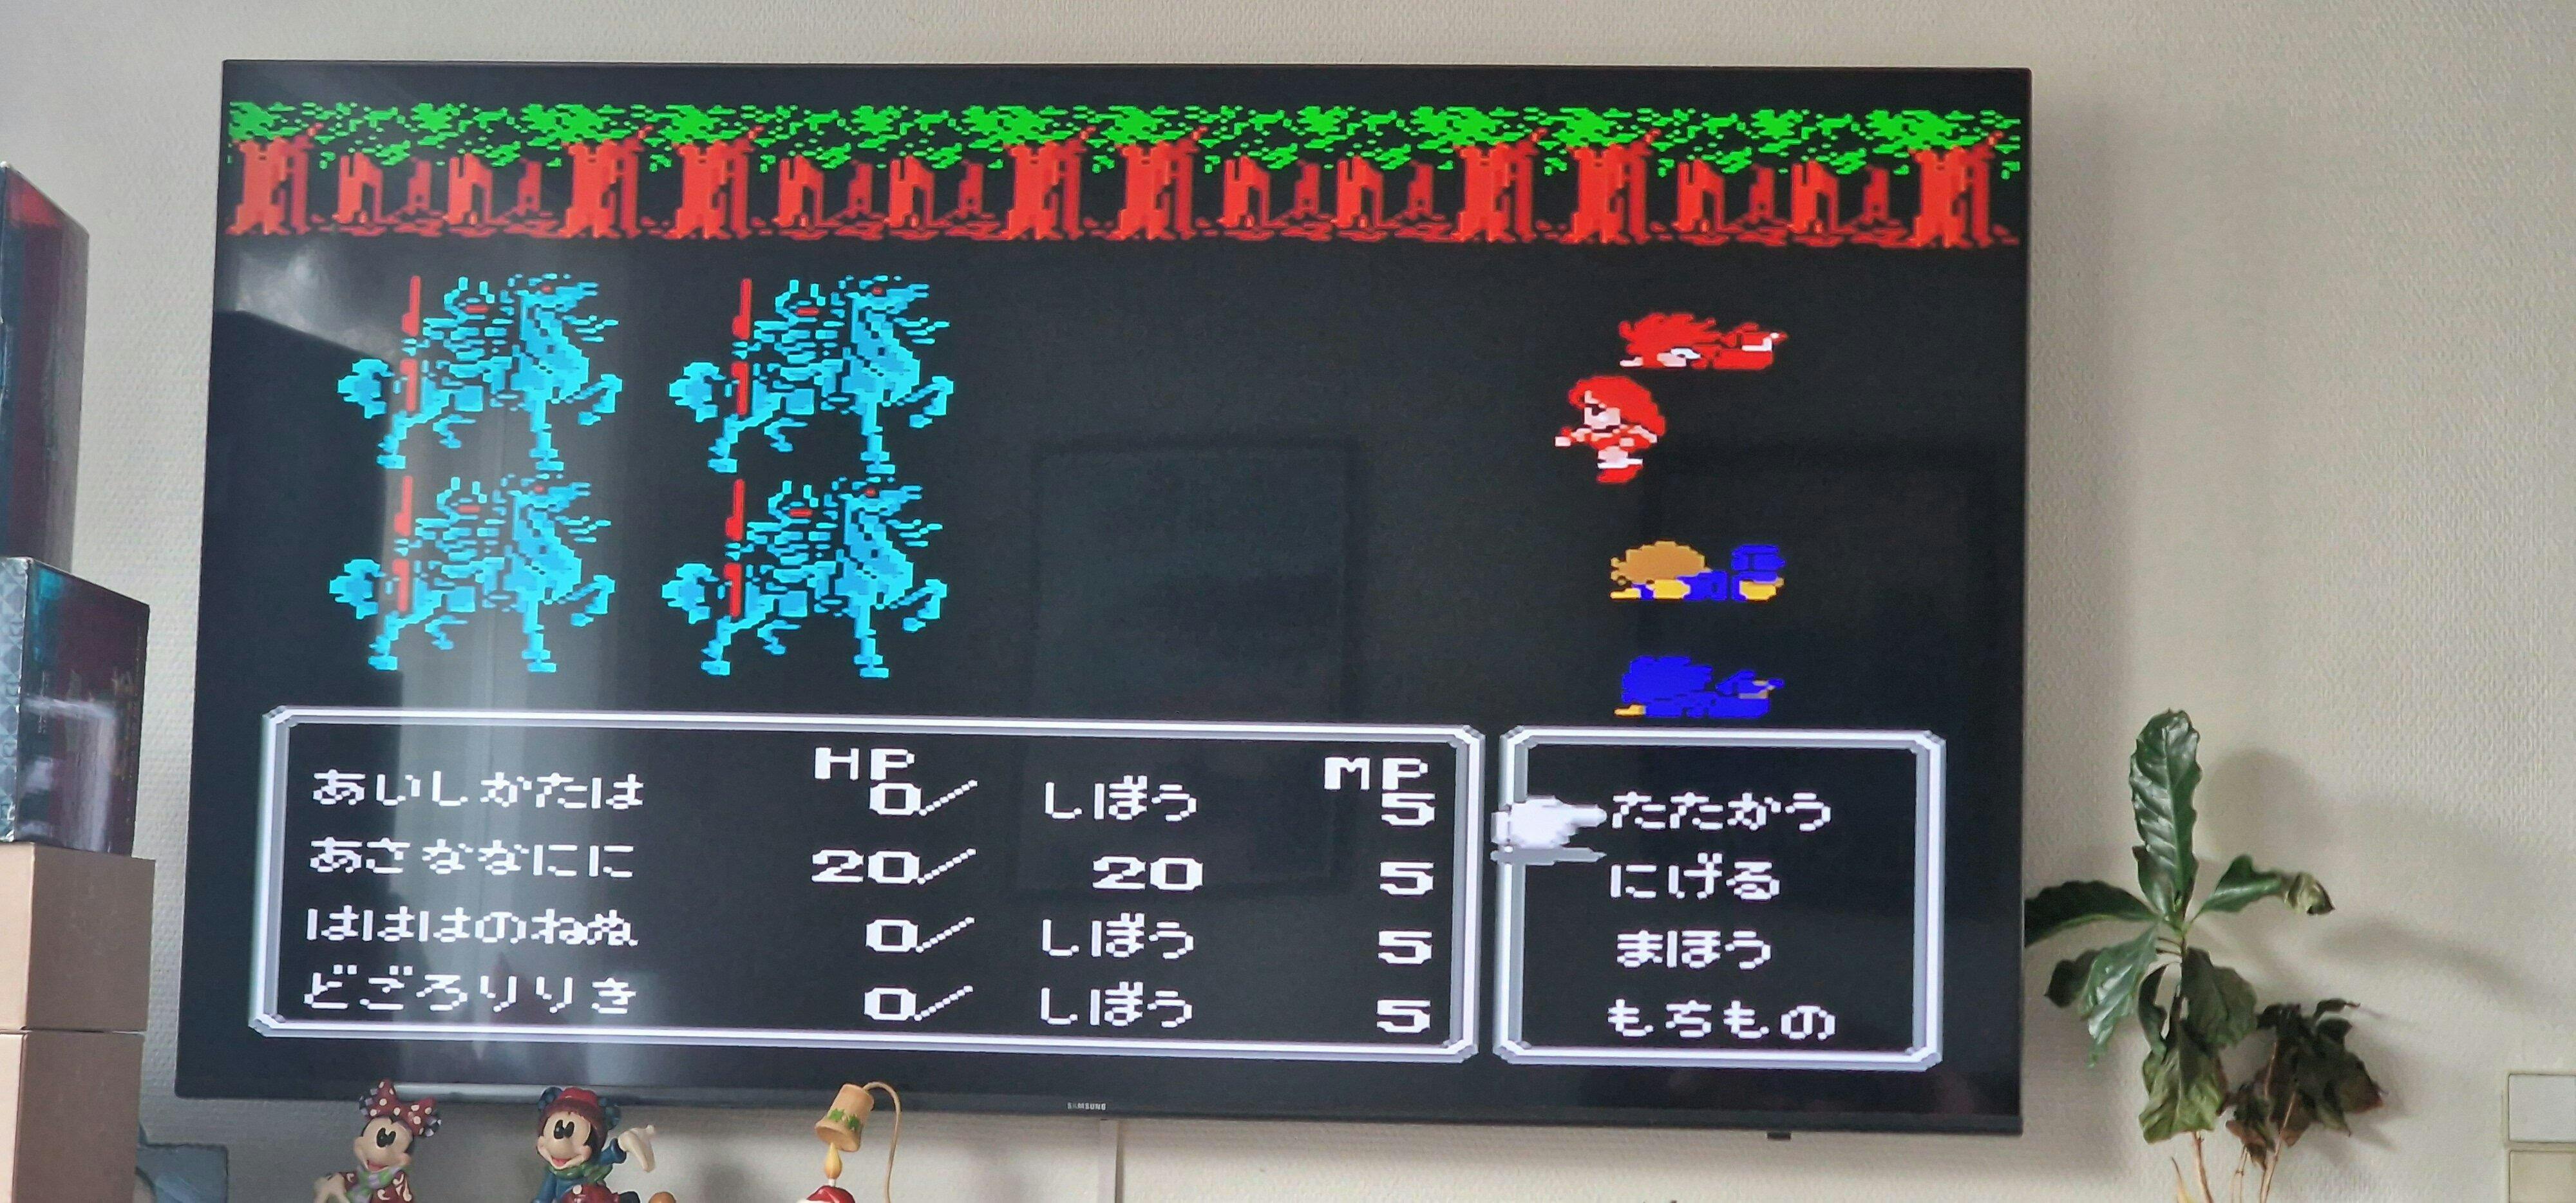 HP MP
あいしかたは 0/ しぼう 5
あさななにに 20/ 20 5
はははのねぬ 0/ しぼう 5
どごろりりき 0/ しぼう 5
たたかう
にげる
まほう
もちもの
SAMSUNG